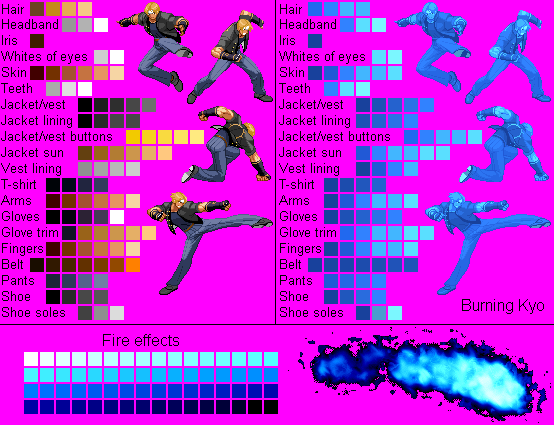 Hair
Headband
Iris
Whites of eyes
Skin
Teeth
Jacket/vest
Jacket lining
Jacket/vest buttons
Jacket sun
Vest lining
T-shirt
Arms
Gloves
Glove trim
Fingers
Belt
Pants
Shoe
Shoe soles
Hair
Headband
Iris
Whites of eyes
Skin
Teeth
Jacket/vest
Jacket lining
Jacket/vest buttons
Jacket sun
Vest lining
T-shirt
Arms
Gloves
Glove trim
Fingers
Belt
Pants
Shoe
Shoe soles
Burning Kyo
Fire effects